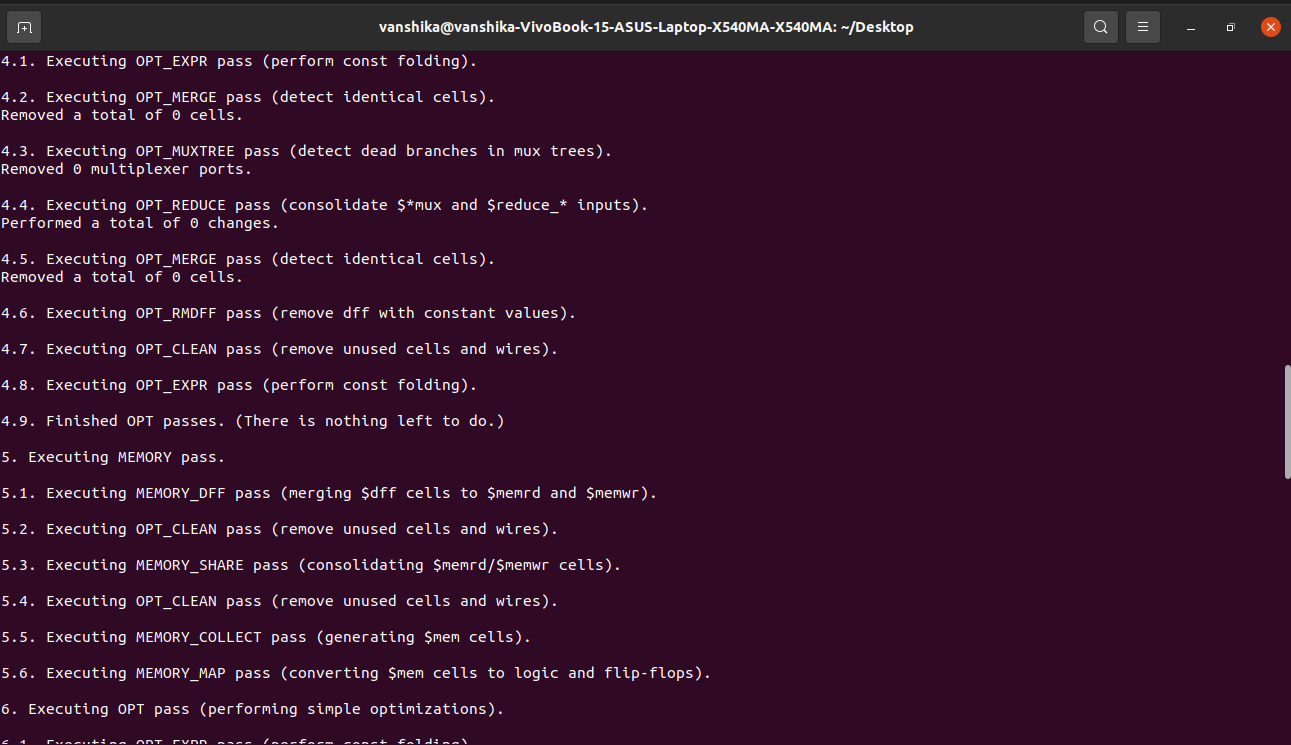 vanshika@vanshika-VivoBook-15-ASUS-Laptop-X540MA-X540MA: ~/Desktop
4.1. Executing OPT_EXPR pass (perform const folding).
4.2. Executing OPT_MERGE pass (detect identical cells).
Removed a total of 0 cells.
4.3. Executing OPT_MUXTREE pass (detect dead branches in mux trees).
Removed 0 multiplexer ports.
4.4. Executing OPT_REDUCE pass (consolidate $*mux and $reduce_* inputs).
Performed a total of 0 changes.
4.5. Executing OPT_MERGE pass (detect identical cells).
Removed a total of 0 cells.
4.6. Executing OPT_RMDFF pass (remove dff with constant values).
4.7. Executing OPT_CLEAN pass (remove unused cells and wires).
4.8. Executing OPT_EXPR pass (perform const folding).
4.9. Finished OPT passes. (There is nothing left to do.)
5. Executing MEMORY pass.
5.1. Executing MEMORY_DFF pass (merging $dff cells to $memrd and $memwr).
5.2. Executing OPT_CLEAN pass (remove unused cells and wires).
5.3. Executing MEMORY_SHARE pass (consolidating $memrd/$memwr cells).
5.4. Executing OPT_CLEAN pass (remove unused cells and wires).
5.5. Executing MEMORY_COLLECT pass (generating $mem cells).
5.6. Executing MEMORY_MAP pass (converting $mem cells to logic and flip-flops).
6. Executing OPT pass (performing simple optimizations).
6.1. Executing OPT_EXPR pass (perform const folding).